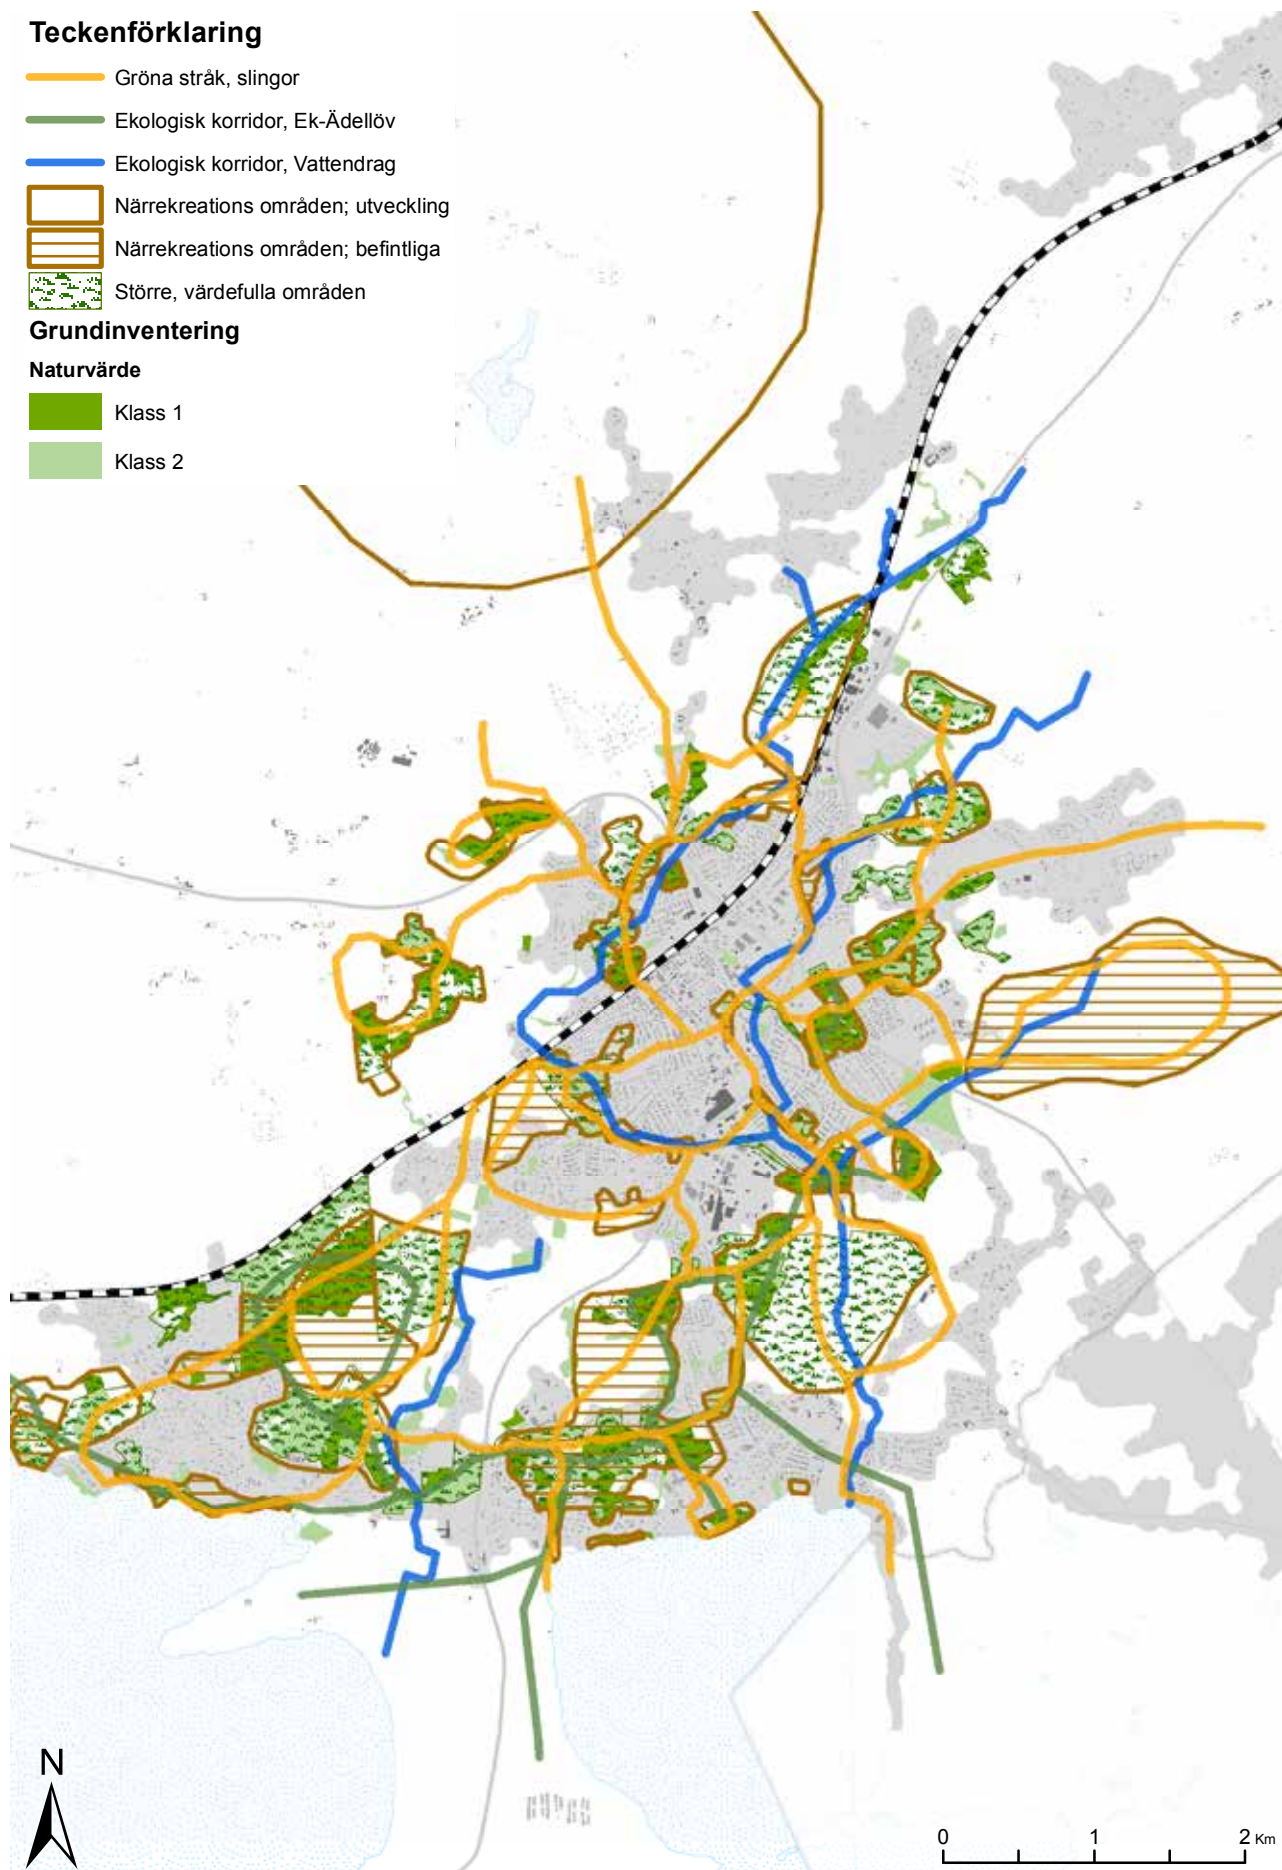 Teckenförklaring
Gröna stråk, slingor
Ekologisk korridor, Ek-Ädellöv
Ekologisk korridor, Vattendrag
Närrekreations områden; utveckling
Närrekreations områden; befintliga
Större, värdefulla områden
Grundinventering
Naturvärde
Klass 1
Klass 2
N
0 1 2 Km